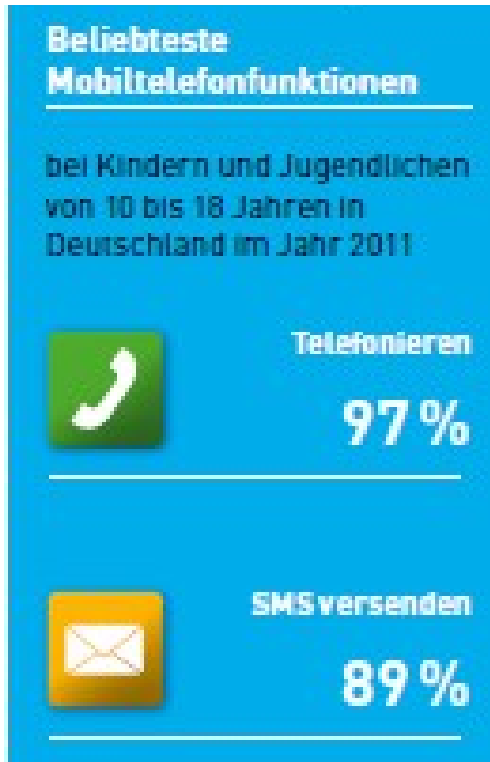 Beliebteste
Mobiltelefonfunktionen
bei Kindern und Jugendlichen
von 10 bis 18 Jahren in
Deutschland im Jahr 2011
Telefonieren
97 %
SMS versenden
89 %